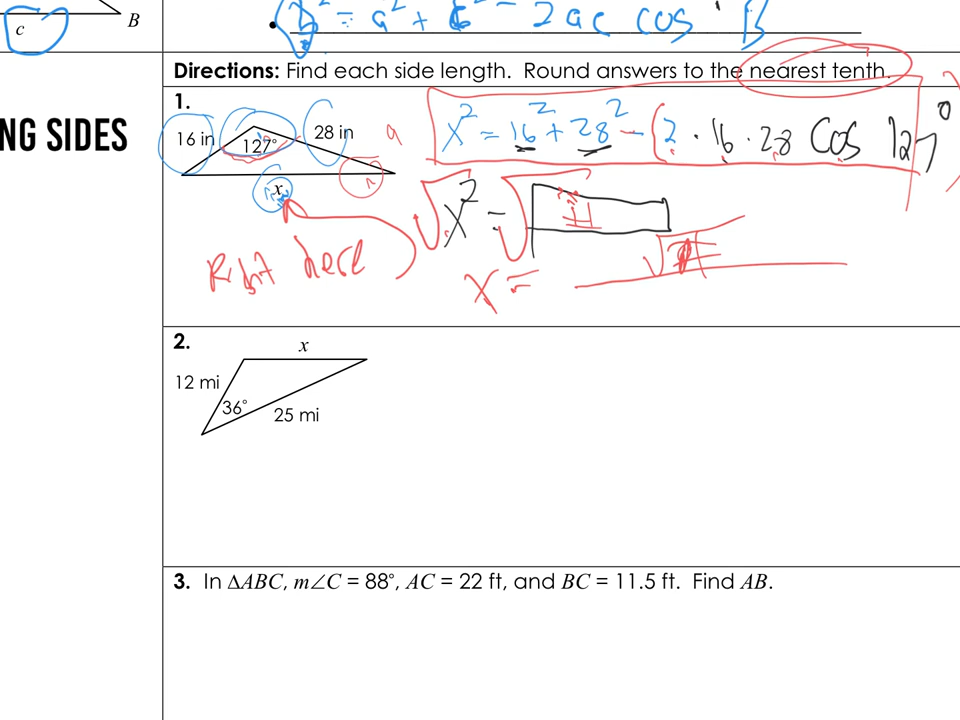 c B
b² = a² + c² - 2ac cos B
Directions: Find each side length. Round answers to the nearest tenth.
NG SIDES
1.
16 in 127° 28 in a x² = 16² + 28² - (2 · 16 · 28 Cos 127°
x
x² =
Right here
x =
2. x
12 mi
36° 25 mi
3. In ΔABC, m∠C = 88°, AC = 22 ft, and BC = 11.5 ft. Find AB.